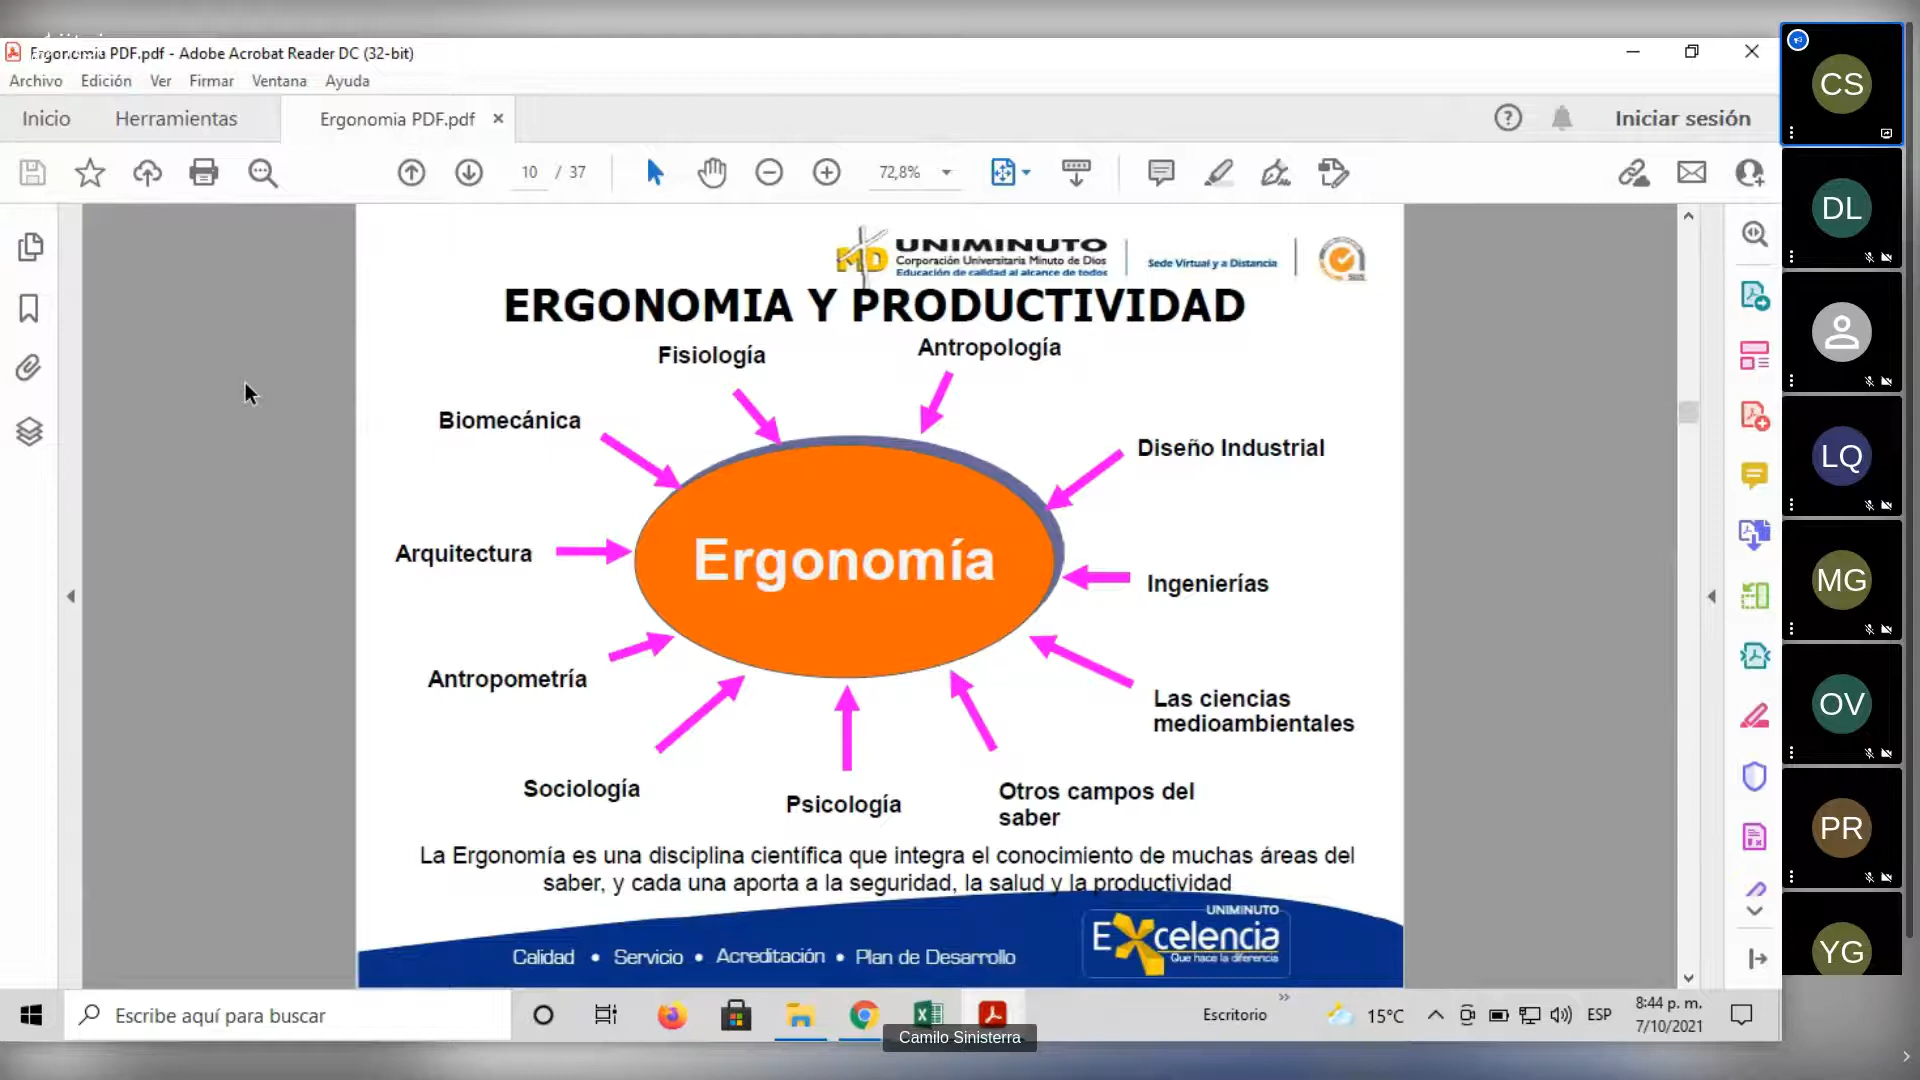 Ergonomia PDF.pdf - Adobe Acrobat Reader DC (32-bit)
Archivo Edición Ver Firmar Ventana Ayuda
Inicio Herramientas Ergonomia PDF.pdf × Iniciar sesión
10 / 37 72,8%
UNIMINUTO
Corporación Universitaria Minuto de Dios
Educación de calidad al alcance de todos
Sede Virtual y a Distancia
ERGONOMIA Y PRODUCTIVIDAD
Fisiología
Antropología
Biomecánica
Diseño Industrial
Arquitectura
Ergonomía
Ingenierías
Antropometría
Las ciencias
medioambientales
Sociología
Psicología
Otros campos del
saber
La Ergonomía es una disciplina científica que integra el conocimiento de muchas áreas del
saber, y cada una aporta a la seguridad, la salud y la productividad
Calidad • Servicio • Acreditación • Plan de Desarrollo
UNIMINUTO
Excelencia
Que hace la diferencia
Escribe aquí para buscar
Escritorio
15°C
ESP
8:44 p. m.
7/10/2021
Camilo Sinisterra
CS
DL
LQ
MG
OV
PR
YG